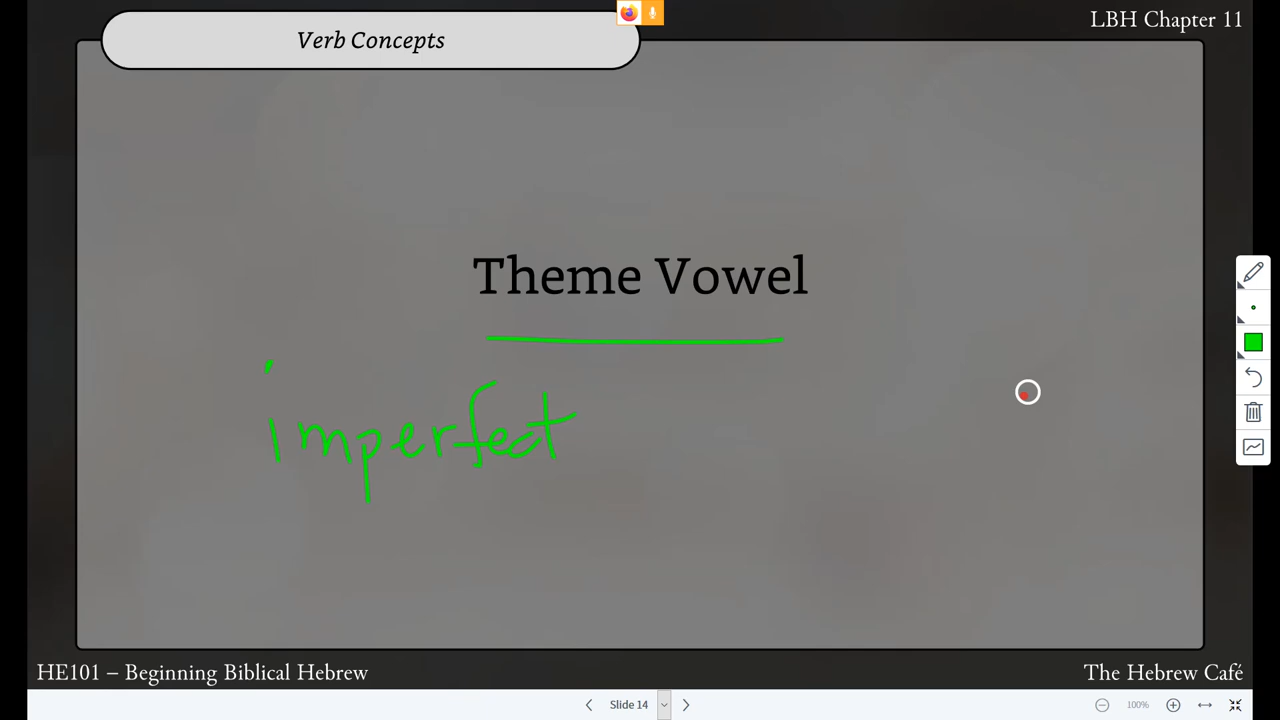 LBH Chapter 11
Verb Concepts
Theme Vowel
imperfect
HE101 – Beginning Biblical Hebrew
The Hebrew Café
Slide 14
100%